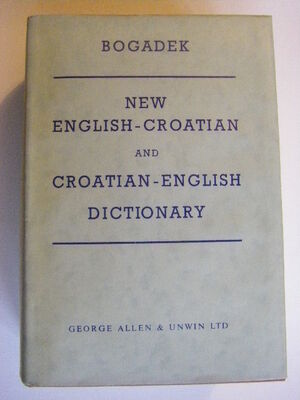 BOGADEK
NEW
ENGLISH-CROATIAN
AND
CROATIAN-ENGLISH
DICTIONARY
GEORGE ALLEN & UNWIN LTD